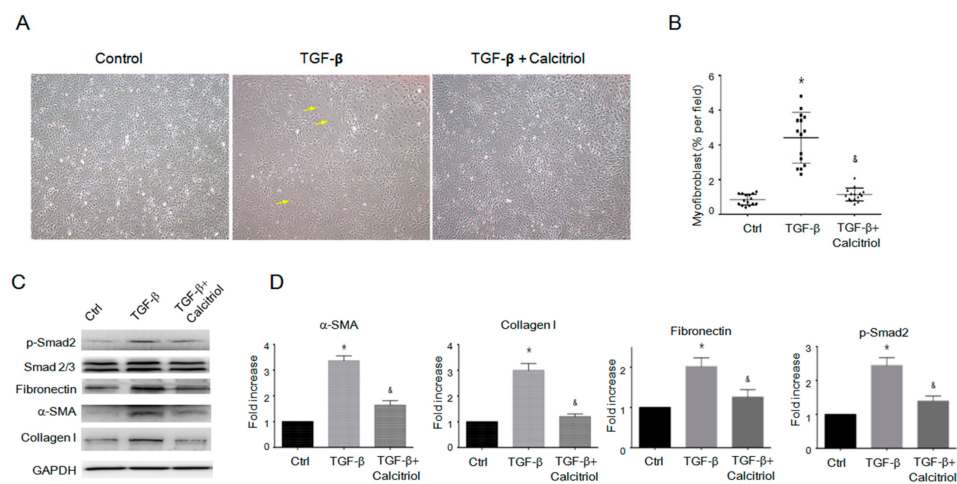 A
Control
TGF-β
TGF-β + Calcitriol
B
Myofibroblast (% per field)
6
4
2
0
*
&
Ctrl
TGF-β
TGF-β+
Calcitriol
C
Ctrl
TGF-β
TGF-β+
Calcitriol
p-Smad2
Smad 2/3
Fibronectin
α-SMA
Collagen I
GAPDH
D
α-SMA
Fold increase
4
3
2
1
0
*
&
Ctrl
TGF-β
TGF-β+
Calcitriol
Collagen I
Fold increase
4
3
2
1
0
*
&
Ctrl
TGF-β
TGF-β+
Calcitriol
Fibronectin
Fold increase
2
1
0
*
&
Ctrl
TGF-β
TGF-β+
Calcitriol
p-Smad2
Fold increase
3
2
1
0
*
&
Ctrl
TGF-β
TGF-β+
Calcitriol